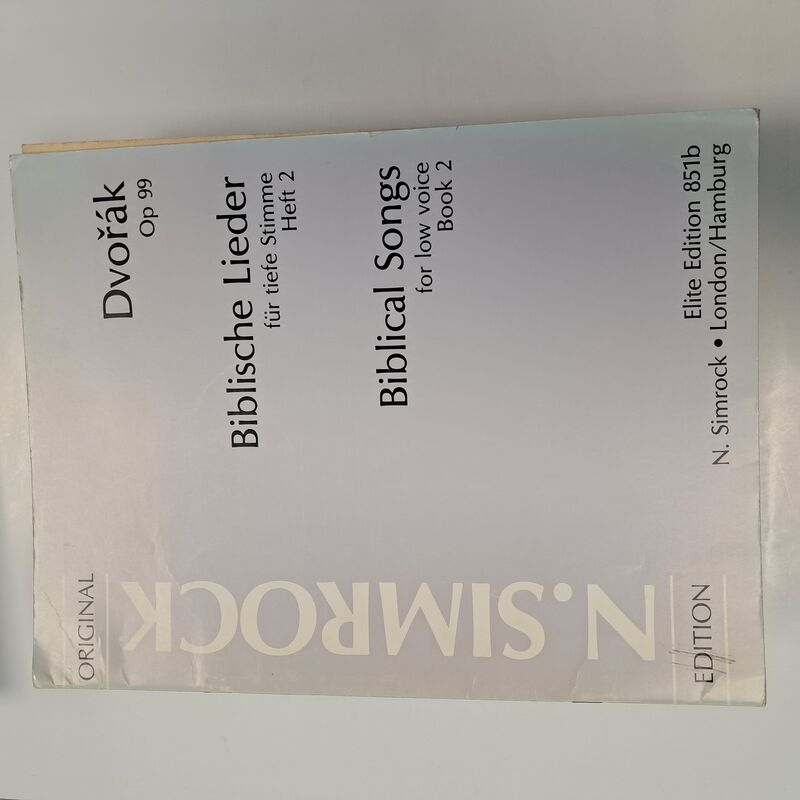 ORIGINAL
Dvořák
Op 99
Biblische Lieder
für tiefe Stimme
Heft 2
Biblical Songs
for low voice
Book 2
N.SIMROCK
EDITION
Elite Edition 851b
N. Simrock • London/Hamburg